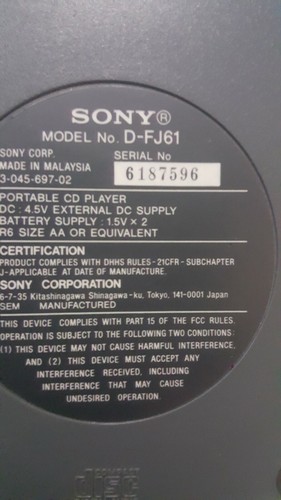 SONY®
MODEL No. D-FJ61
SONY CORP. SERIAL No
MADE IN MALAYSIA 6187596
3-045-697-02
PORTABLE CD PLAYER
DC : 4.5V EXTERNAL DC SUPPLY
BATTERY SUPPLY : 1.5V × 2
R6 SIZE AA OR EQUIVALENT
CERTIFICATION
PRODUCT COMPLIES WITH DHHS RULES -21CFR -SUBCHAPTER
J-APPLICABLE AT DATE OF MANUFACTURE.
SONY CORPORATION
6-7-35 Kitashinagawa Shinagawa-ku, Tokyo, 141-0001 Japan
SEM MANUFACTURED
THIS DEVICE COMPLIES WITH PART 15 OF THE FCC RULES.
OPERATION IS SUBJECT TO THE FOLLOWING TWO CONDITIONS:
(1) THIS DEVICE MAY NOT CAUSE HARMFUL INTERFERENCE,
AND (2) THIS DEVICE MUST ACCEPT ANY
INTERFERENCE RECEIVED, INCLUDING
INTERFERENCE THAT MAY CAUSE
UNDESIRED OPERATION.
COMPACT
disc